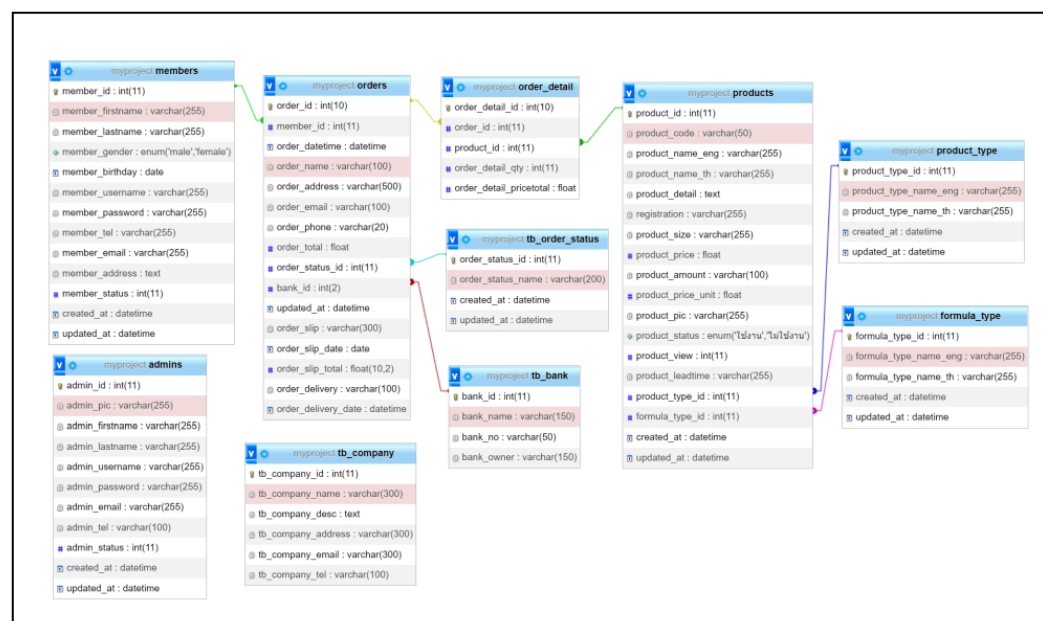 myproject members
member_id : int(11)
member_firstname : varchar(255)
member_lastname : varchar(255)
member_gender : enum('male','female')
member_birthday : date
member_username : varchar(255)
member_password : varchar(255)
member_tel : varchar(255)
member_email : varchar(255)
member_address : text
member_status : int(11)
created_at : datetime
updated_at : datetime
myproject admins
admin_id : int(11)
admin_pic : varchar(255)
admin_firstname : varchar(255)
admin_lastname : varchar(255)
admin_username : varchar(255)
admin_password : varchar(255)
admin_email : varchar(255)
admin_tel : varchar(100)
admin_status : int(11)
created_at : datetime
updated_at : datetime
myproject orders
order_id : int(10)
member_id : int(11)
order_datetime : datetime
order_name : varchar(100)
order_address : varchar(500)
order_email : varchar(100)
order_phone : varchar(20)
order_total : float
order_status_id : int(11)
bank_id : int(2)
updated_at : datetime
order_slip : varchar(300)
order_slip_date : date
order_slip_total : float(10,2)
order_delivery : varchar(100)
order_delivery_date : datetime
myproject tb_company
tb_company_id : int(11)
tb_company_name : varchar(300)
tb_company_desc : text
tb_company_address : varchar(300)
tb_company_email : varchar(300)
tb_company_tel : varchar(100)
myproject order_detail
order_detail_id : int(10)
order_id : int(11)
product_id : int(11)
order_detail_qty : int(11)
order_detail_pricetotal : float
myproject tb_order_status
order_status_id : int(11)
order_status_name : varchar(200)
created_at : datetime
updated_at : datetime
myproject tb_bank
bank_id : int(11)
bank_name : varchar(150)
bank_no : varchar(50)
bank_owner : varchar(150)
myproject products
product_id : int(11)
product_code : varchar(50)
product_name_eng : varchar(255)
product_name_th : varchar(255)
product_detail : text
registration : varchar(255)
product_size : varchar(255)
product_price : float
product_amount : varchar(100)
product_price_unit : float
product_pic : varchar(255)
product_status : enum('ใช้งาน','ไม่ใช้งาน')
product_view : int(11)
product_leadtime : varchar(255)
product_type_id : int(11)
formula_type_id : int(11)
created_at : datetime
updated_at : datetime
myproject product_type
product_type_id : int(11)
product_type_name_eng : varchar(255)
product_type_name_th : varchar(255)
created_at : datetime
updated_at : datetime
myproject formula_type
formula_type_id : int(11)
formula_type_name_eng : varchar(255)
formula_type_name_th : varchar(255)
created_at : datetime
updated_at : datetime